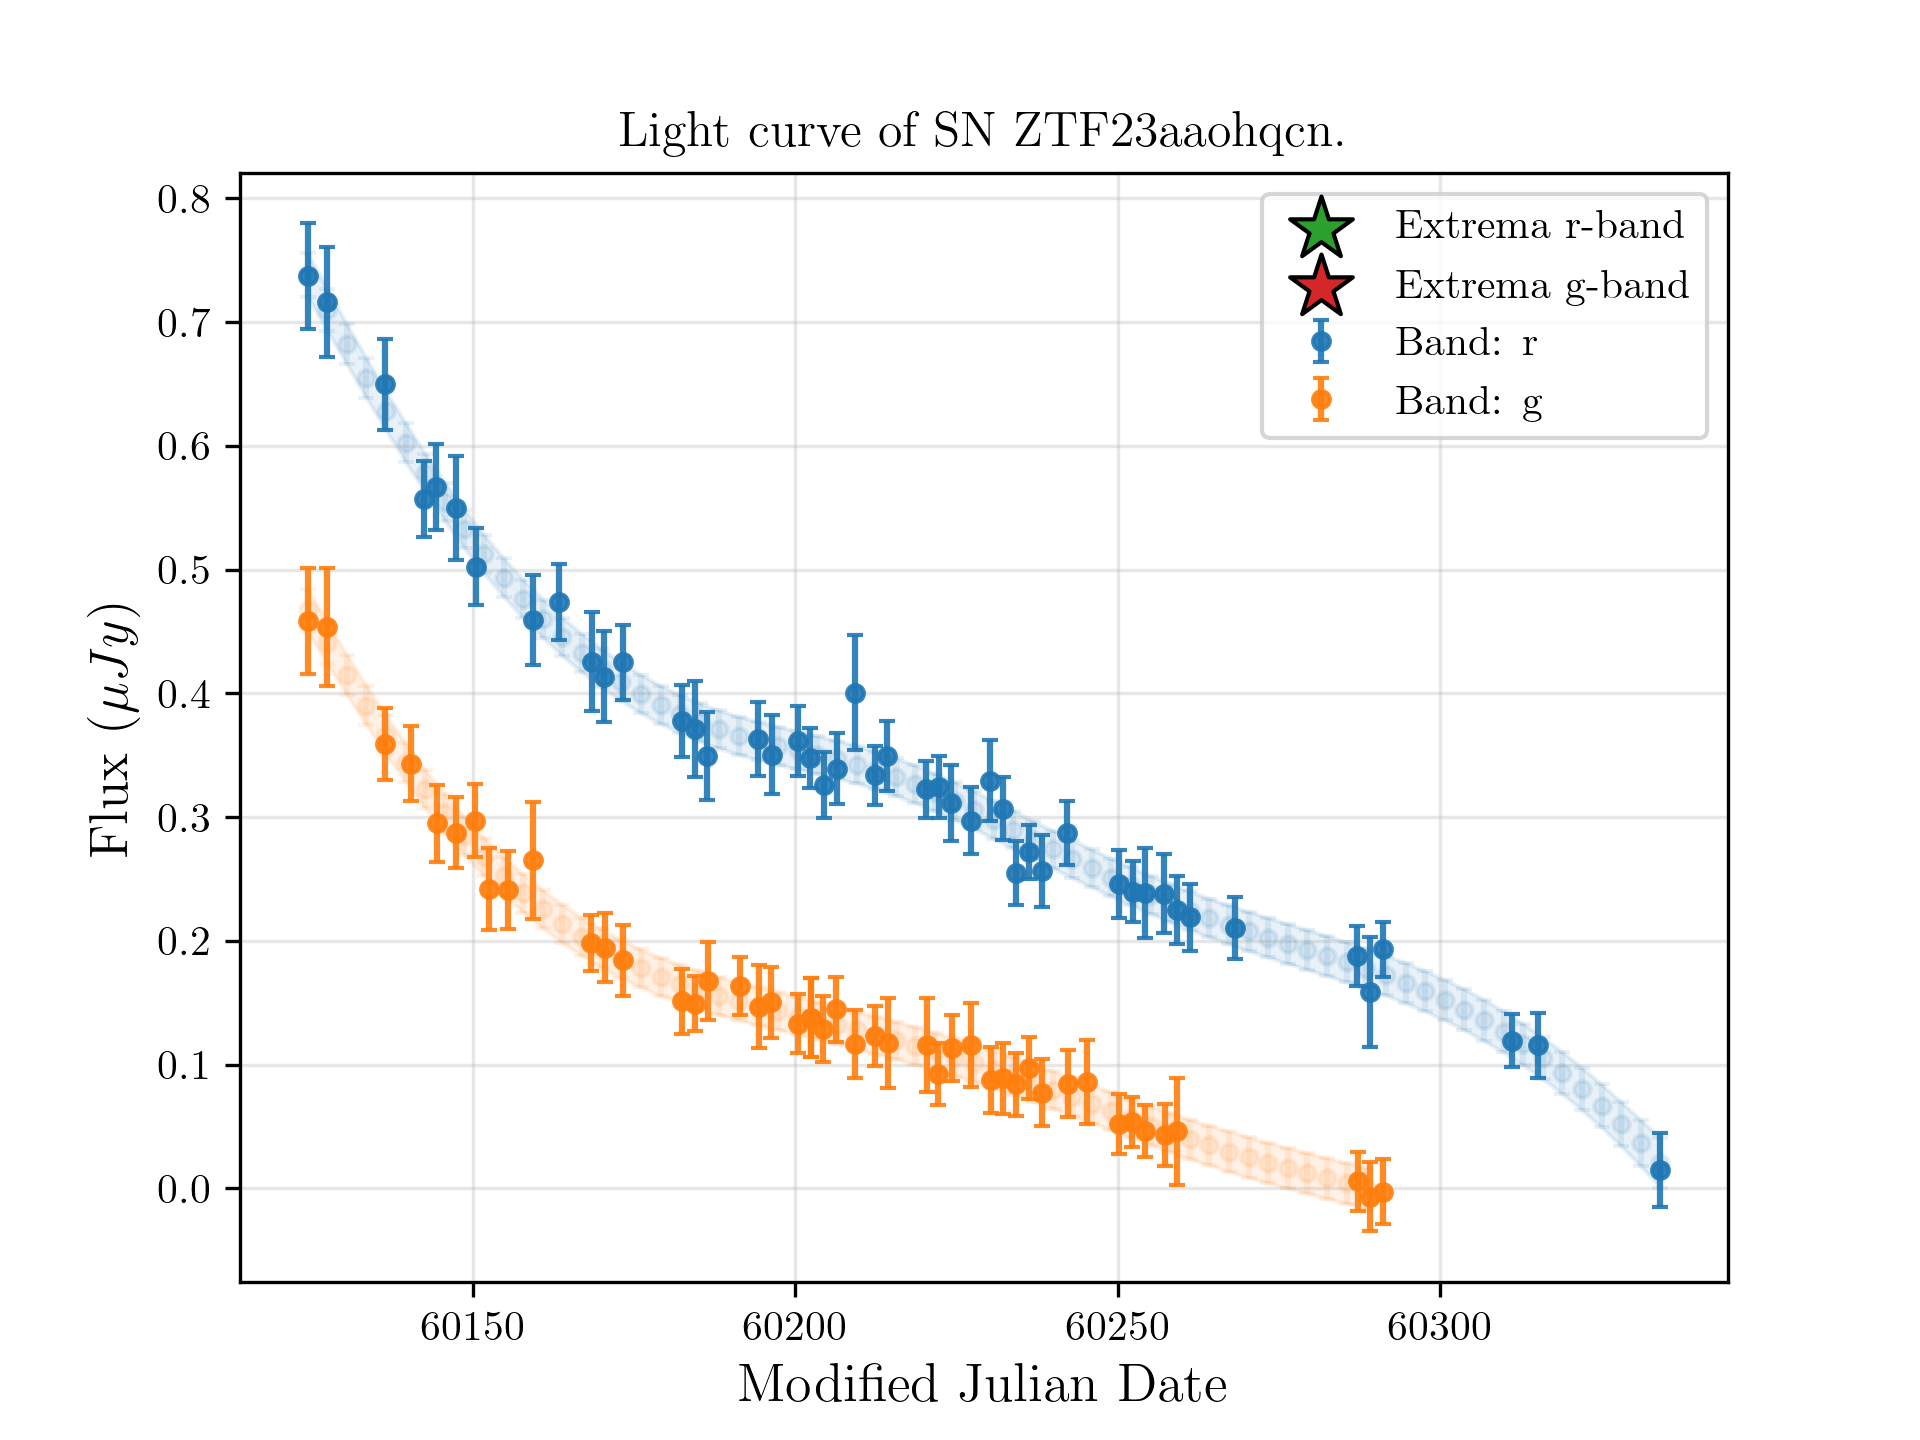 Light curve of SN ZTF23aaohqcn.
Extrema r-band
Extrema g-band
Band: r
Band: g
0.8
0.7
0.6
0.5
0.4
0.3
0.2
0.1
0.0
Flux (μJy)
60150 60200 60250 60300
Modified Julian Date